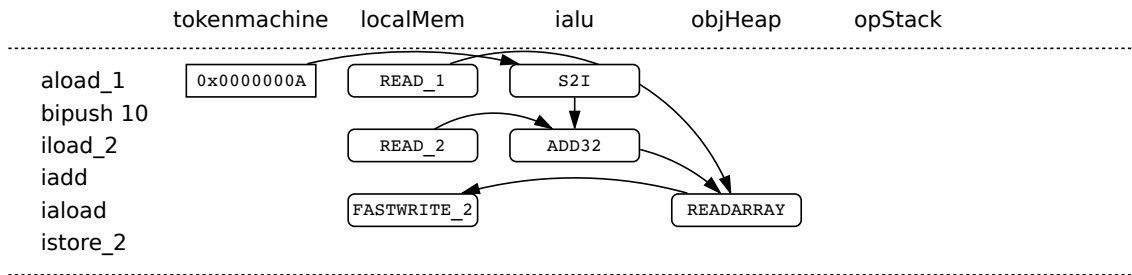 tokenmachine localMem ialu objHeap opStack
aload_1 0x0000000A READ_1 S2I
bipush 10
iload_2 READ_2 ADD32
iadd
iaload FASTWRITE_2 READARRAY
istore_2